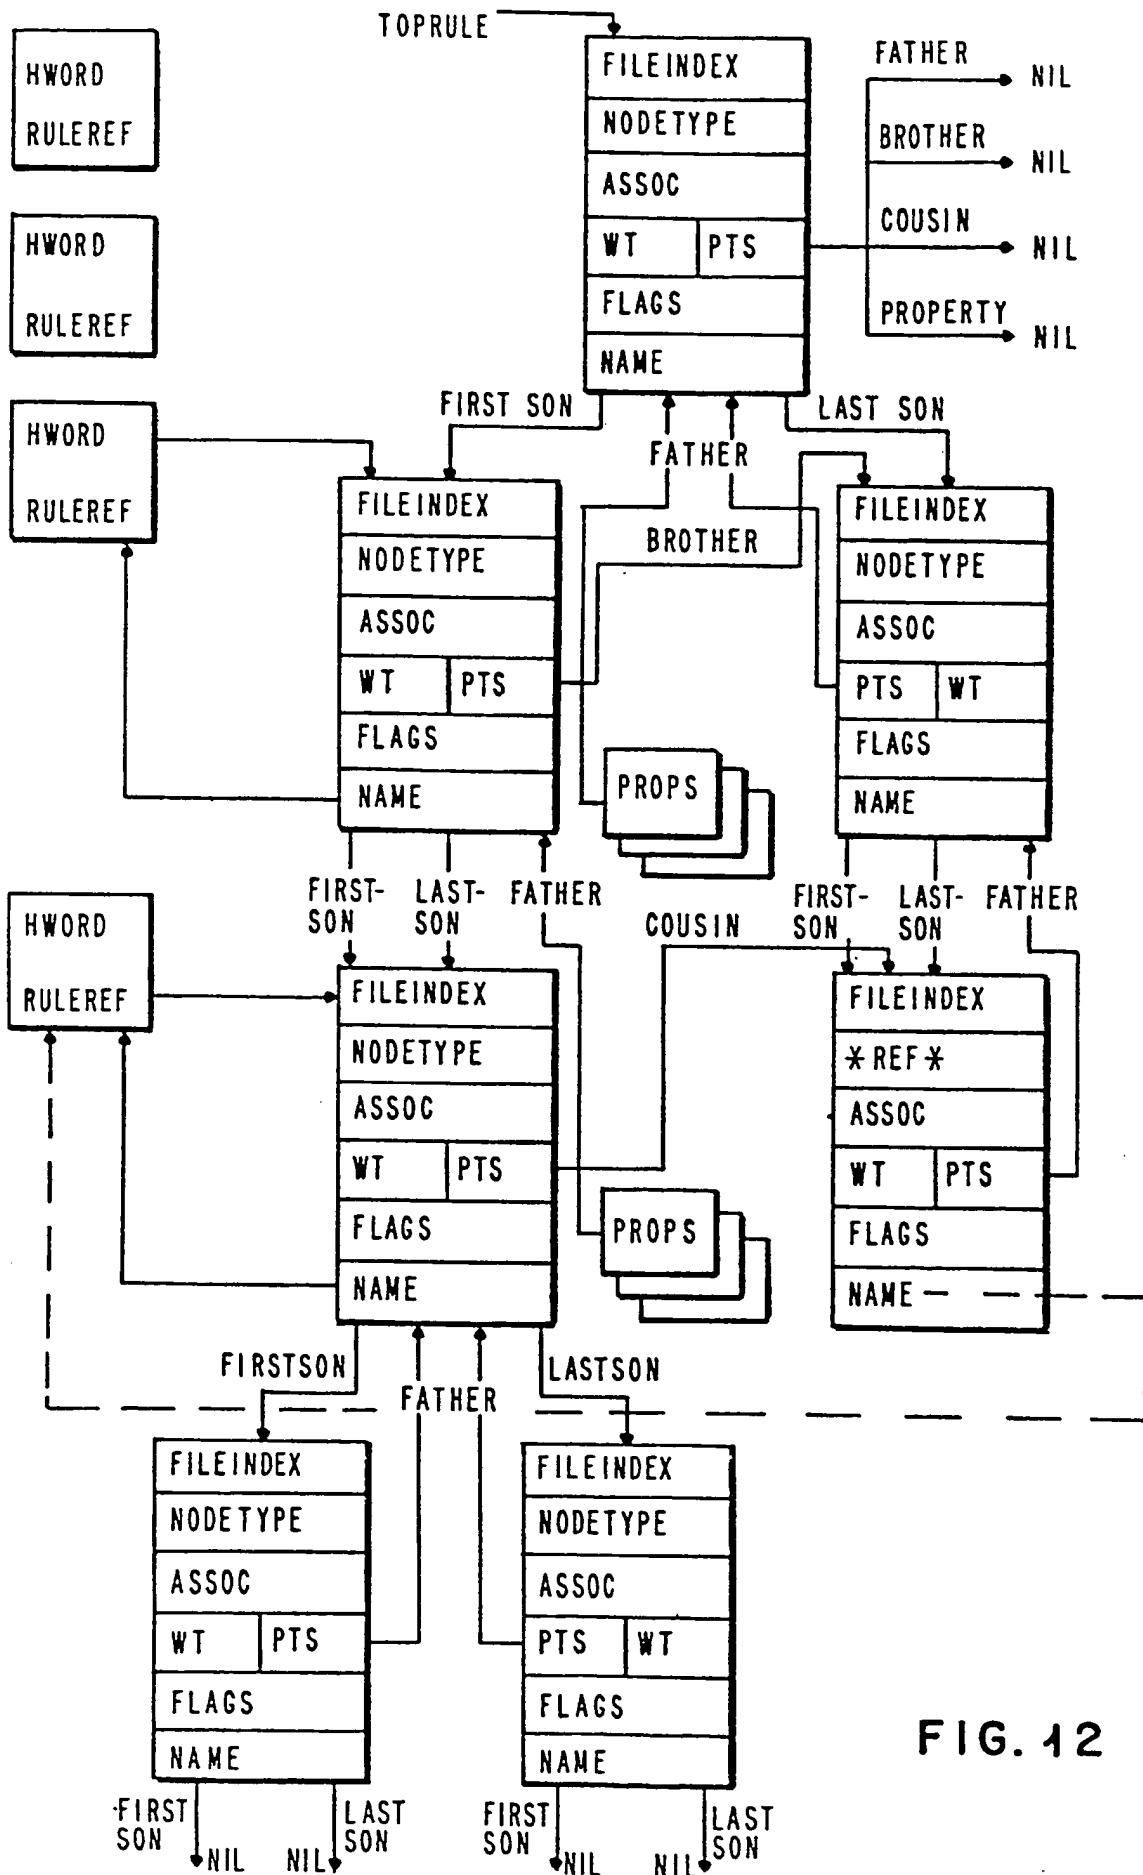 TOPRULE
HWORD
RULEREF
HWORD
RULEREF
HWORD
RULEREF
HWORD
RULEREF
FILEINDEX
NODETYPE
ASSOC
WT PTS
FLAGS
NAME
FATHER NIL
BROTHER NIL
COUSIN NIL
PROPERTY NIL
FIRST SON
FATHER
LAST SON
BROTHER
FILEINDEX
NODETYPE
ASSOC
WT PTS
FLAGS
NAME
PROPS
FILEINDEX
NODETYPE
ASSOC
PTS WT
FLAGS
NAME
FIRST-
SON
LAST-
SON
FATHER
COUSIN
FIRST-
SON
LAST-
SON
FATHER
FILEINDEX
NODETYPE
ASSOC
WT PTS
FLAGS
NAME
PROPS
FILEINDEX
*REF*
ASSOC
WT PTS
FLAGS
NAME
FIRSTSON
FATHER
LASTSON
FILEINDEX
NODETYPE
ASSOC
WT PTS
FLAGS
NAME
FILEINDEX
NODETYPE
ASSOC
PTS WT
FLAGS
NAME
FIRST
SON
NIL
LAST
SON
NIL
FIRST
SON
NIL
LAST
SON
NIL
FIG. 12